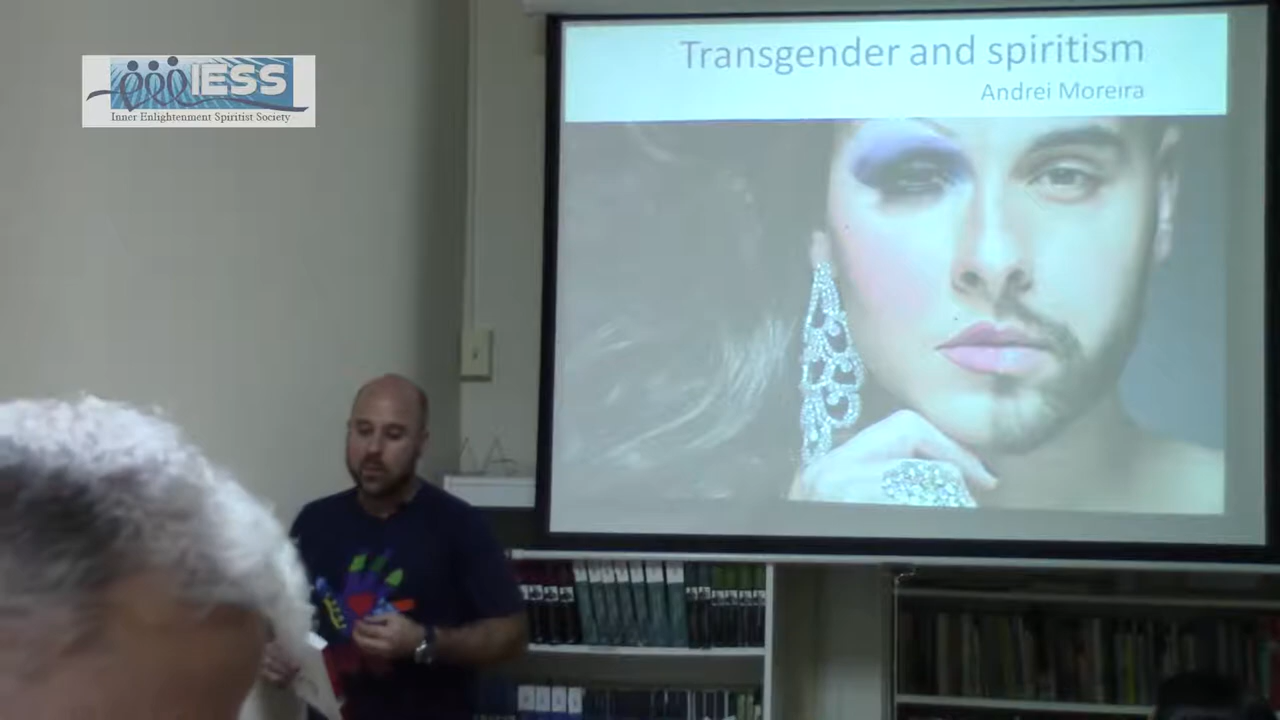 IESS
Inner Enlightenment Spiritist Society
Transgender and spiritism
Andrei Moreira